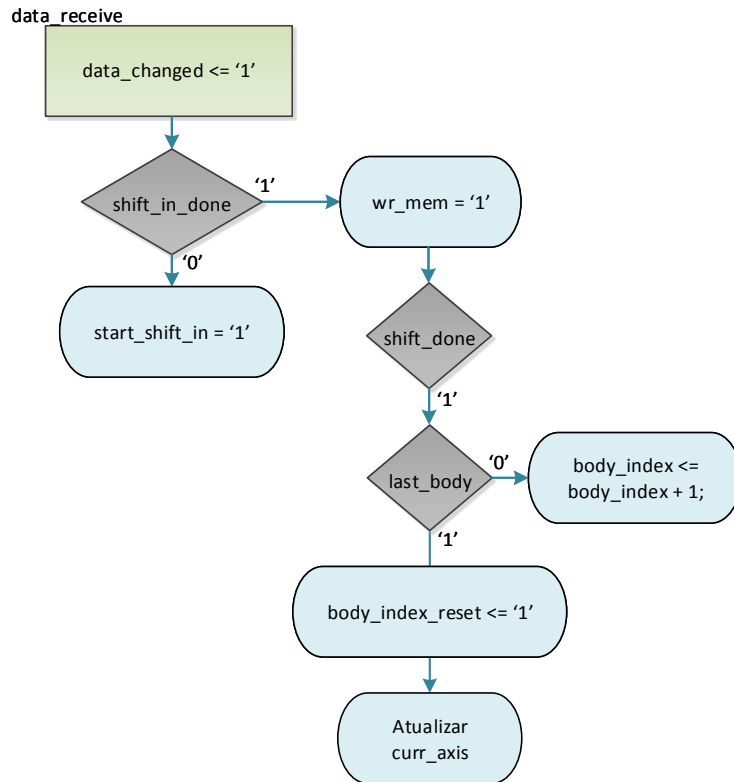 data_receive
data_changed <= ‘1’
shift_in_done
‘1’
wr_mem = ‘1’
‘0’
start_shift_in = ‘1’
shift_done
‘1’
last_body
‘0’
body_index <=
body_index + 1;
‘1’
body_index_reset <= ‘1’
Atualizar
curr_axis